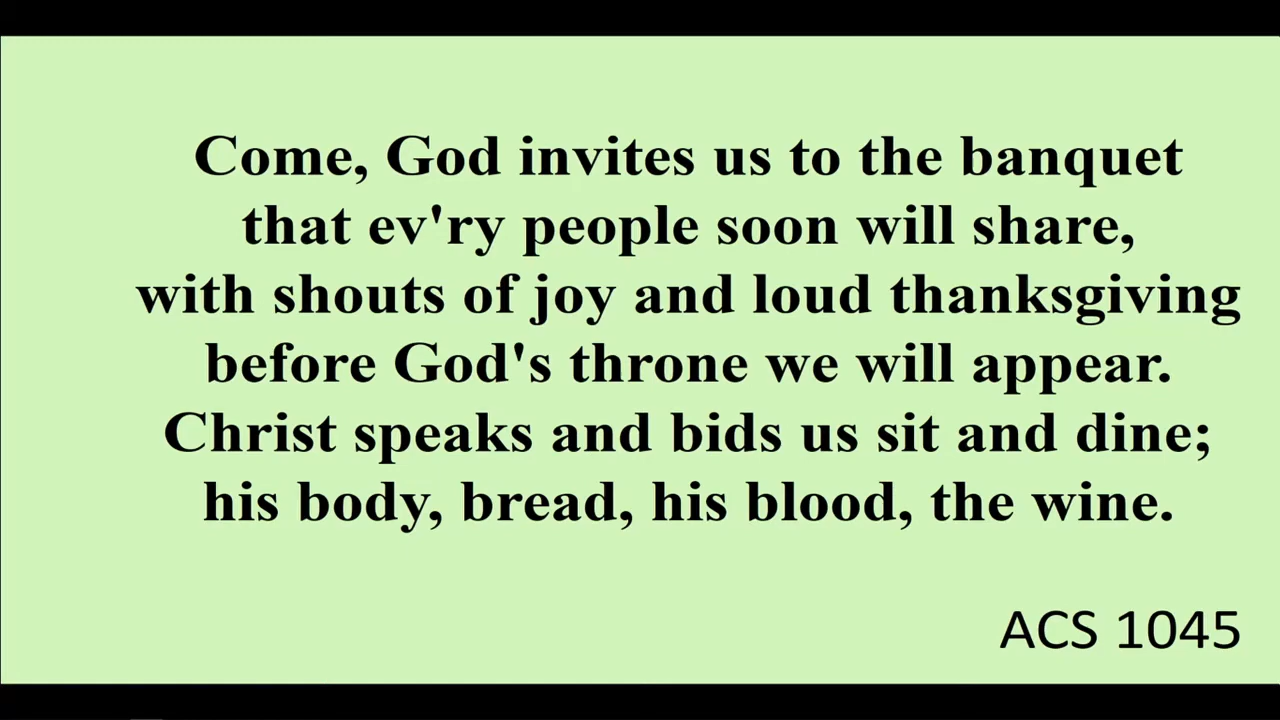 Come, God invites us to the banquet
that ev'ry people soon will share,
with shouts of joy and loud thanksgiving
before God's throne we will appear.
Christ speaks and bids us sit and dine;
his body, bread, his blood, the wine.
ACS 1045